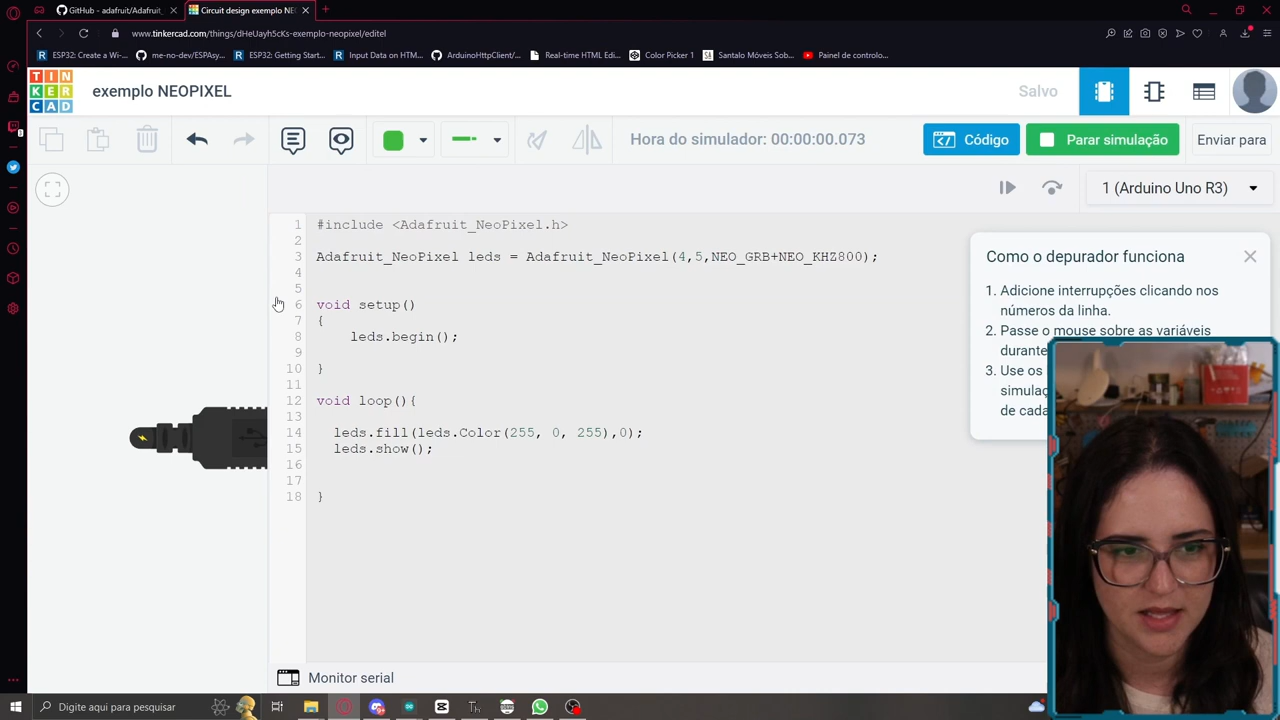 GitHub - adafruit/Adafruit_
Circuit design exemplo NEO
www.tinkercad.com/things/dHeUayh5cKs-exemplo-neopixel/editel
ESP32: Create a Wi-...
me-no-dev/ESPAsy...
ESP32: Getting Start...
Input Data on HTM...
ArduinoHttpClient/...
Real-time HTML Edi...
Color Picker 1
Santalo Móveis Sob...
Painel de controlo...
TIN
KER
CAD
exemplo NEOPIXEL
Salvo
Hora do simulador: 00:00:00.073
Código
Parar simulação
Enviar para
1 (Arduino Uno R3)
1 #include <Adafruit_NeoPixel.h>
2
3 Adafruit_NeoPixel leds = Adafruit_NeoPixel(4,5,NEO_GRB+NEO_KHZ800);
4
5
6 void setup()
7 {
8 leds.begin();
9
10 }
11
12 void loop(){
13
14 leds.fill(leds.Color(255, 0, 255),0);
15 leds.show();
16
17
18 }
Como o depurador funciona
1. Adicione interrupções clicando nos
números da linha.
2. Passe o mouse sobre as variáveis
durante
3. Use os
simulaç
de cada
Monitor serial
Digite aqui para pesquisar